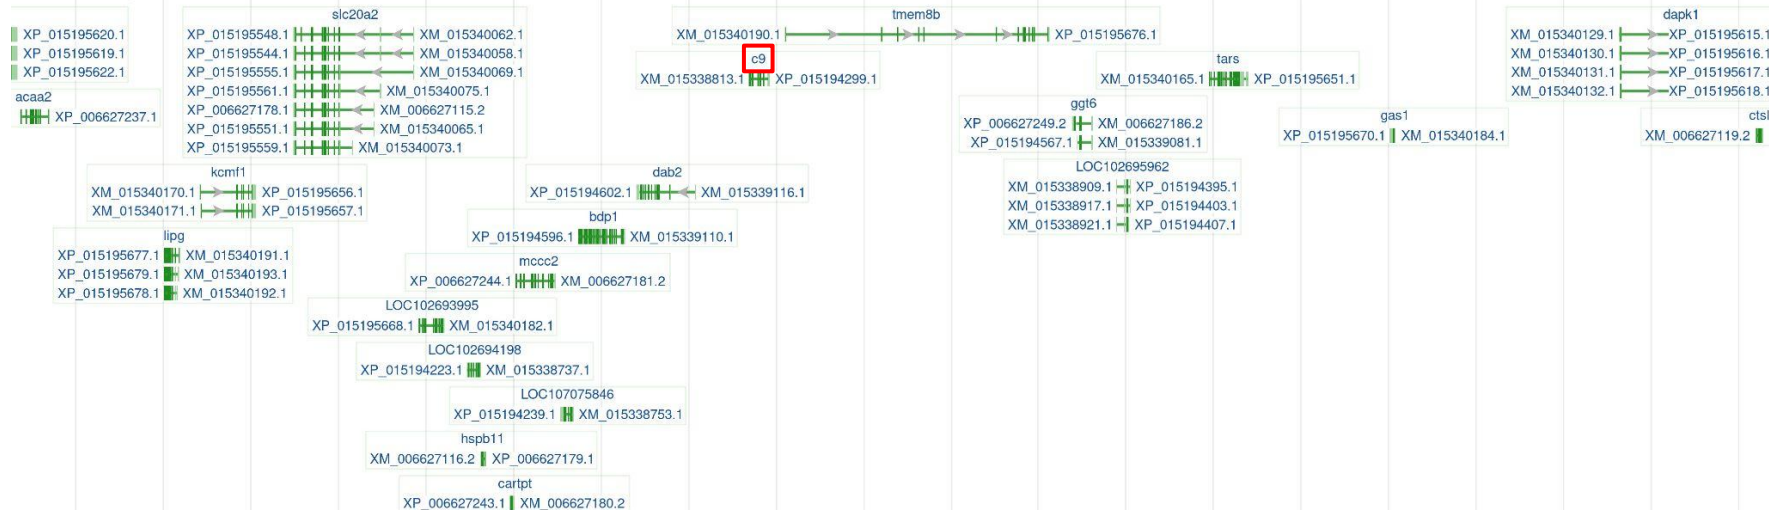 XP_015195620.1
XP_015195619.1
XP_015195622.1
acaa2
XP_006627237.1
slc20a2
XP_015195548.1 XM_015340062.1
XP_015195544.1 XM_015340058.1
XP_015195555.1 XM_015340069.1
XP_015195561.1 XM_015340075.1
XP_006627178.1 XM_006627115.2
XP_015195551.1 XM_015340065.1
XP_015195559.1 XM_015340073.1
kcmf1
XM_015340170.1 XP_015195656.1
XM_015340171.1 XP_015195657.1
lipg
XP_015195677.1 XM_015340191.1
XP_015195679.1 XM_015340193.1
XP_015195678.1 XM_015340192.1
tmem8b
XM_015340190.1 XP_015195676.1
c9
XM_015338813.1 XP_015194299.1
dab2
XP_015194602.1 XM_015339116.1
bdp1
XP_015194596.1 XM_015339110.1
mccc2
XP_006627244.1 XM_006627181.2
LOC102693995
XP_015195668.1 XM_015340182.1
LOC102694198
XP_015194223.1 XM_015338737.1
LOC107075846
XP_015194239.1 XM_015338753.1
hspb11
XM_006627116.2 XP_006627179.1
cartpt
XP_006627243.1 XM_006627180.2
tars
XM_015340165.1 XP_015195651.1
ggt6
XP_006627249.2 XM_006627186.2
XP_015194567.1 XM_015339081.1
LOC102695962
XM_015338909.1 XP_015194395.1
XM_015338917.1 XP_015194403.1
XM_015338921.1 XP_015194407.1
gas1
XP_015195670.1 XM_015340184.1
dapk1
XM_015340129.1 XP_015195615.1
XM_015340130.1 XP_015195616.1
XM_015340131.1 XP_015195617.1
XM_015340132.1 XP_015195618.1
XM_006627119.2